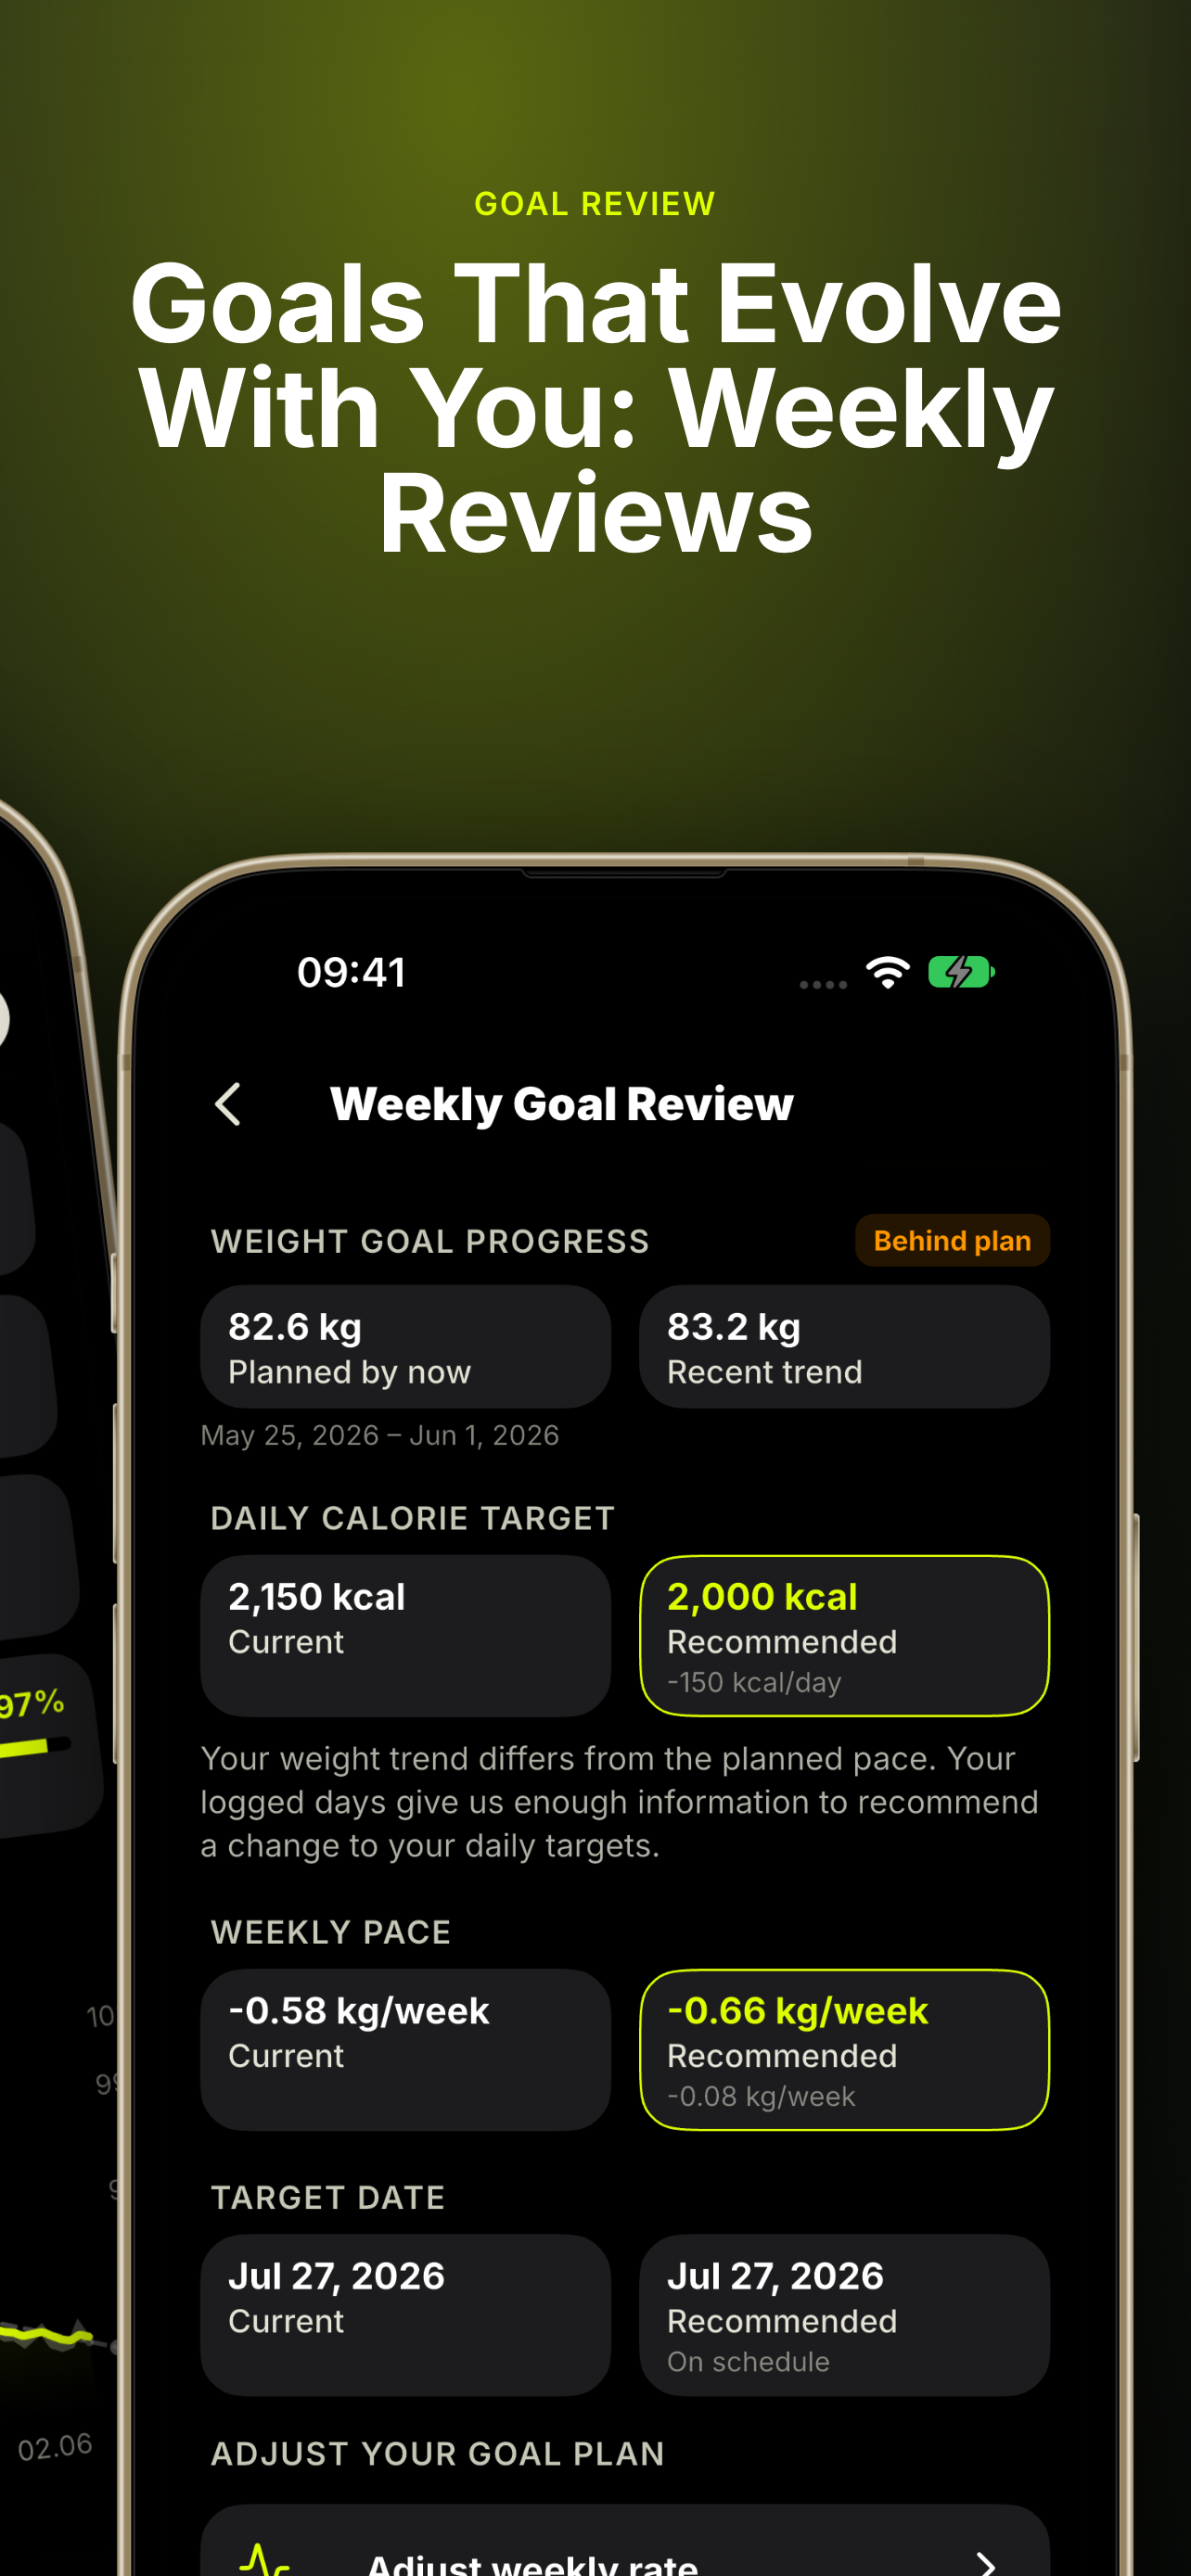 GOAL REVIEW
Goals That Evolve
With You: Weekly
Reviews
09:41
Weekly Goal Review
WEIGHT GOAL PROGRESS
Behind plan
82.6 kg
Planned by now
83.2 kg
Recent trend
May 25, 2026 – Jun 1, 2026
DAILY CALORIE TARGET
2,150 kcal
Current
2,000 kcal
Recommended
-150 kcal/day
Your weight trend differs from the planned pace. Your
logged days give us enough information to recommend
a change to your daily targets.
WEEKLY PACE
-0.58 kg/week
Current
-0.66 kg/week
Recommended
-0.08 kg/week
TARGET DATE
Jul 27, 2026
Current
Jul 27, 2026
Recommended
On schedule
ADJUST YOUR GOAL PLAN
Adjust weekly rate
97%
10
02.06